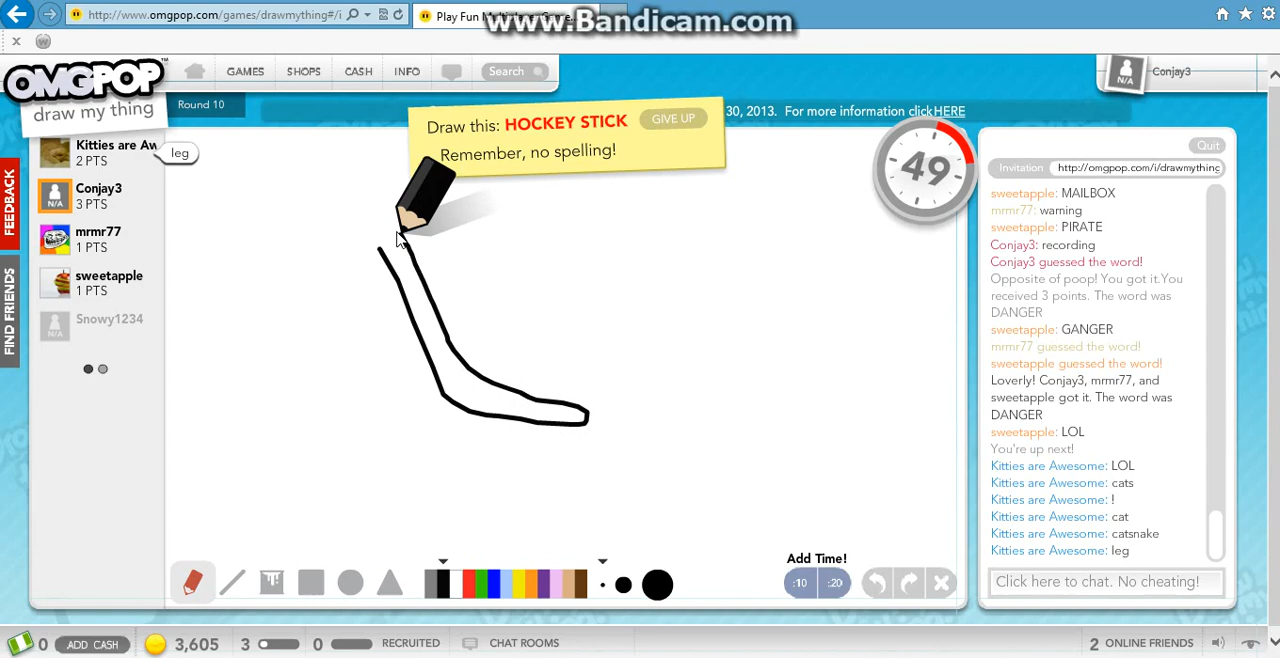 http://www.omgpop.com/games/drawmything#/i
Play Fun Mul
www.Bandicam.com
w
OMGPOP™
draw my thing
GAMES
SHOPS
CASH
INFO
Search
N/A
Conjay3
Round 10
30, 2013. For more information click HERE
Draw this: HOCKEY STICK
GIVE UP
Remember, no spelling!
49
Kitties are Aw
2 PTS
leg
N/A
Conjay3
3 PTS
mrmr77
1 PTS
sweetapple
1 PTS
N/A
Snowy1234
FEEDBACK
FIND FRIENDS
Quit
Invitation http://omgpop.com/i/drawmything
sweetapple: MAILBOX
mrmr77: warning
sweetapple: PIRATE
Conjay3: recording
Conjay3 guessed the word!
Opposite of poop! You got it.You
received 3 points. The word was
DANGER
sweetapple: GANGER
mrmr77 guessed the word!
sweetapple guessed the word!
Loverly! Conjay3, mrmr77, and
sweetapple got it. The word was
DANGER
sweetapple: LOL
You're up next!
Kitties are Awesome: LOL
Kitties are Awesome: cats
Kitties are Awesome: !
Kitties are Awesome: cat
Kitties are Awesome: catsnake
Kitties are Awesome: leg
Click here to chat. No cheating!
Add Time!
:10 :20
0 ADD CASH 3,605 3 0 RECRUITED CHAT ROOMS 2 ONLINE FRIENDS